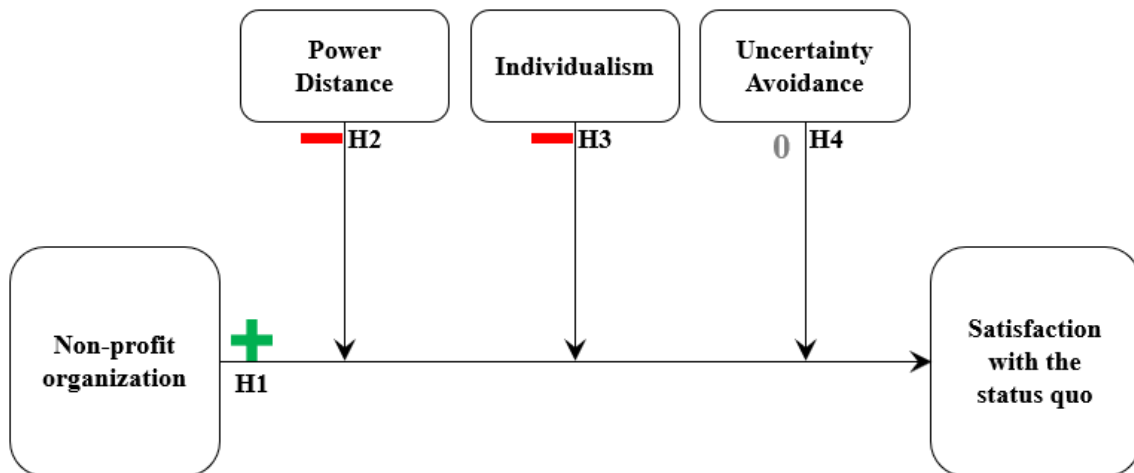 Power
Distance
Individualism
Uncertainty
Avoidance
H2
H3
0
H4
Non-profit
organization
H1
Satisfaction
with the
status quo